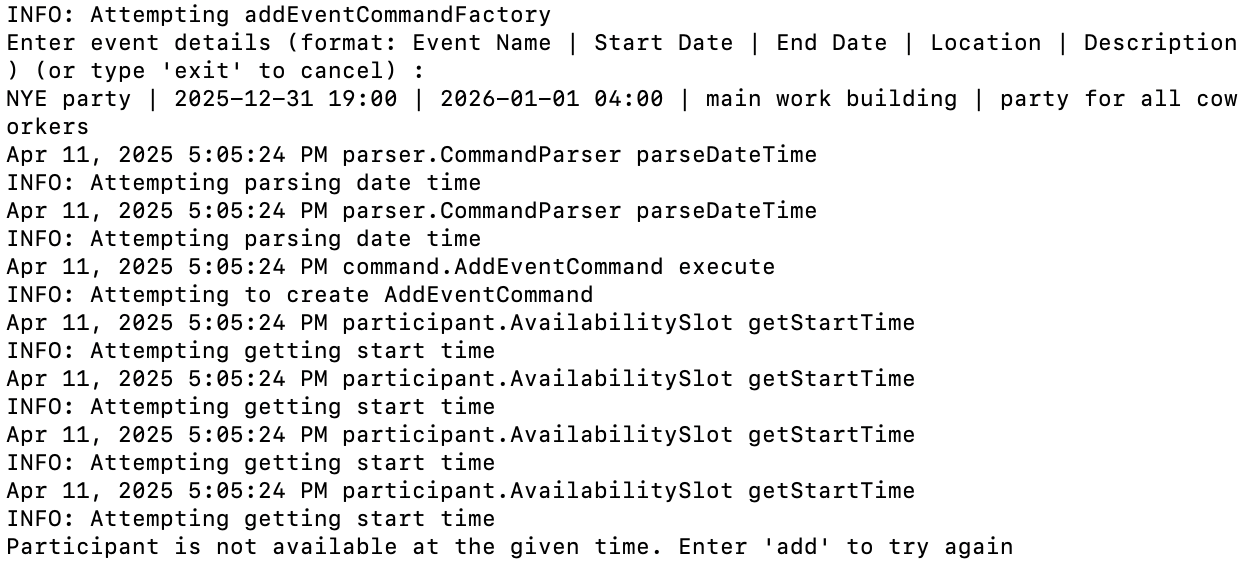 INFO: Attempting addEventCommandFactory
Enter event details (format: Event Name | Start Date | End Date | Location | Description
) (or type 'exit' to cancel) :
NYE party | 2025-12-31 19:00 | 2026-01-01 04:00 | main work building | party for all cow
orkers
Apr 11, 2025 5:05:24 PM parser.CommandParser parseDateTime
INFO: Attempting parsing date time
Apr 11, 2025 5:05:24 PM parser.CommandParser parseDateTime
INFO: Attempting parsing date time
Apr 11, 2025 5:05:24 PM command.AddEventCommand execute
INFO: Attempting to create AddEventCommand
Apr 11, 2025 5:05:24 PM participant.AvailabilitySlot getStartTime
INFO: Attempting getting start time
Apr 11, 2025 5:05:24 PM participant.AvailabilitySlot getStartTime
INFO: Attempting getting start time
Apr 11, 2025 5:05:24 PM participant.AvailabilitySlot getStartTime
INFO: Attempting getting start time
Apr 11, 2025 5:05:24 PM participant.AvailabilitySlot getStartTime
INFO: Attempting getting start time
Participant is not available at the given time. Enter 'add' to try again